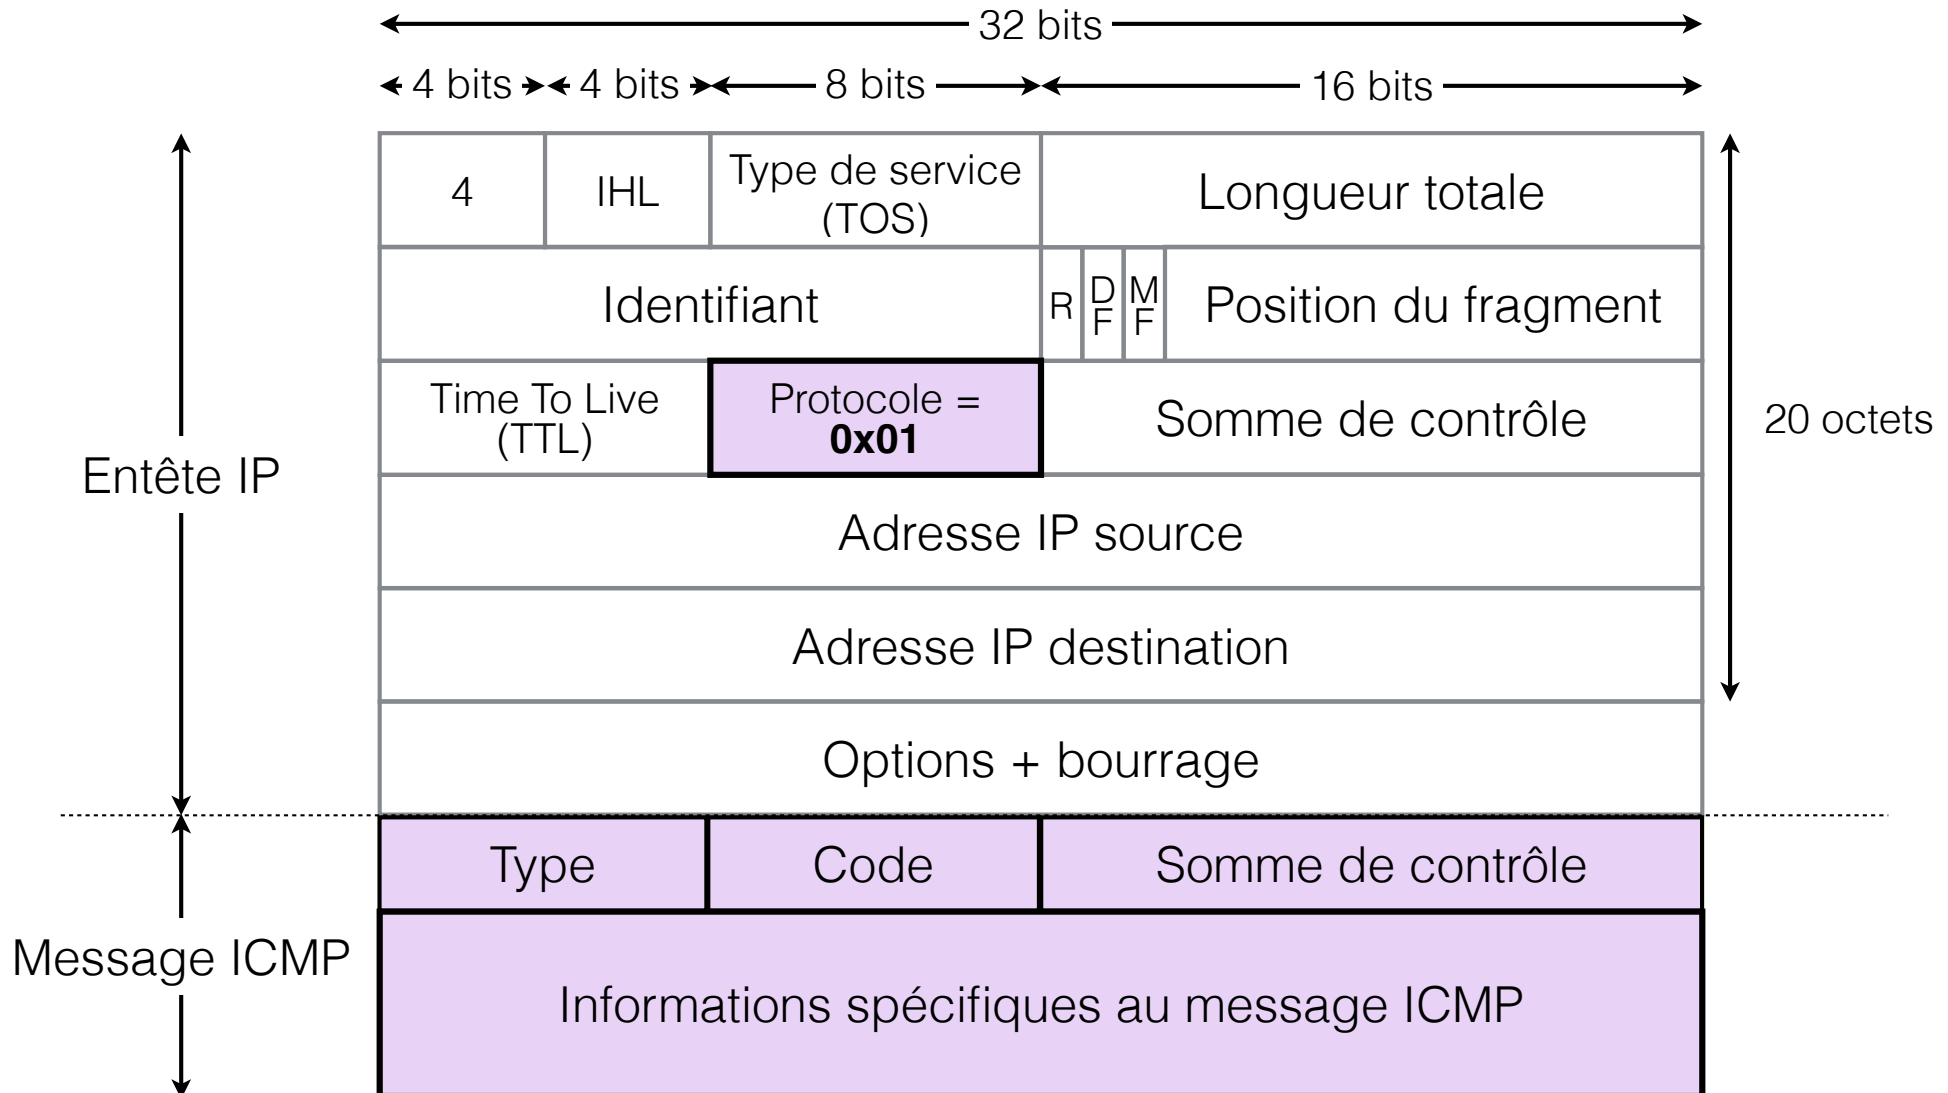 32 bits
4 bits 4 bits 8 bits 16 bits
4 IHL Type de service
(TOS) Longueur totale
Identifiant R D
F M
F Position du fragment
Time To Live
(TTL) Protocole =
0x01 Somme de contrôle
20 octets
Entête IP
Adresse IP source
Adresse IP destination
Options + bourrage
Type Code Somme de contrôle
Message ICMP
Informations spécifiques au message ICMP